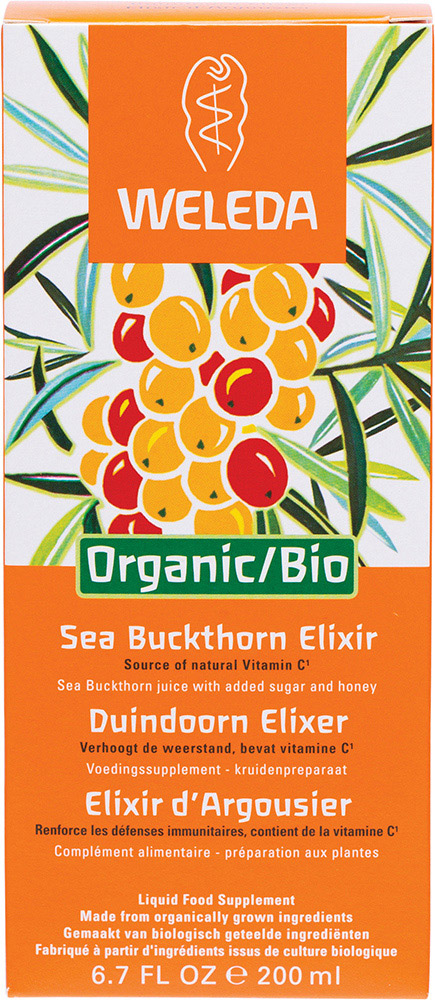 WELEDA
Organic/Bio
Sea Buckthorn Elixir
Source of natural Vitamin C¹
Sea Buckthorn juice with added sugar and honey
Duindoorn Elixer
Verhoogt de weerstand, bevat vitamine C¹
Voedingssupplement - kruidenpreparaat
Elixir d'Argousier
Renforce les défenses immunitaires, contient de la vitamine C¹
Complément alimentaire - préparation aux plantes
Liquid Food Supplement
Made from organically grown ingredients
Gemaakt van biologisch geteelde ingrediënten
Fabriqué à partir d'ingrédients issus de culture biologique
6.7 FL OZ ℮ 200 ml